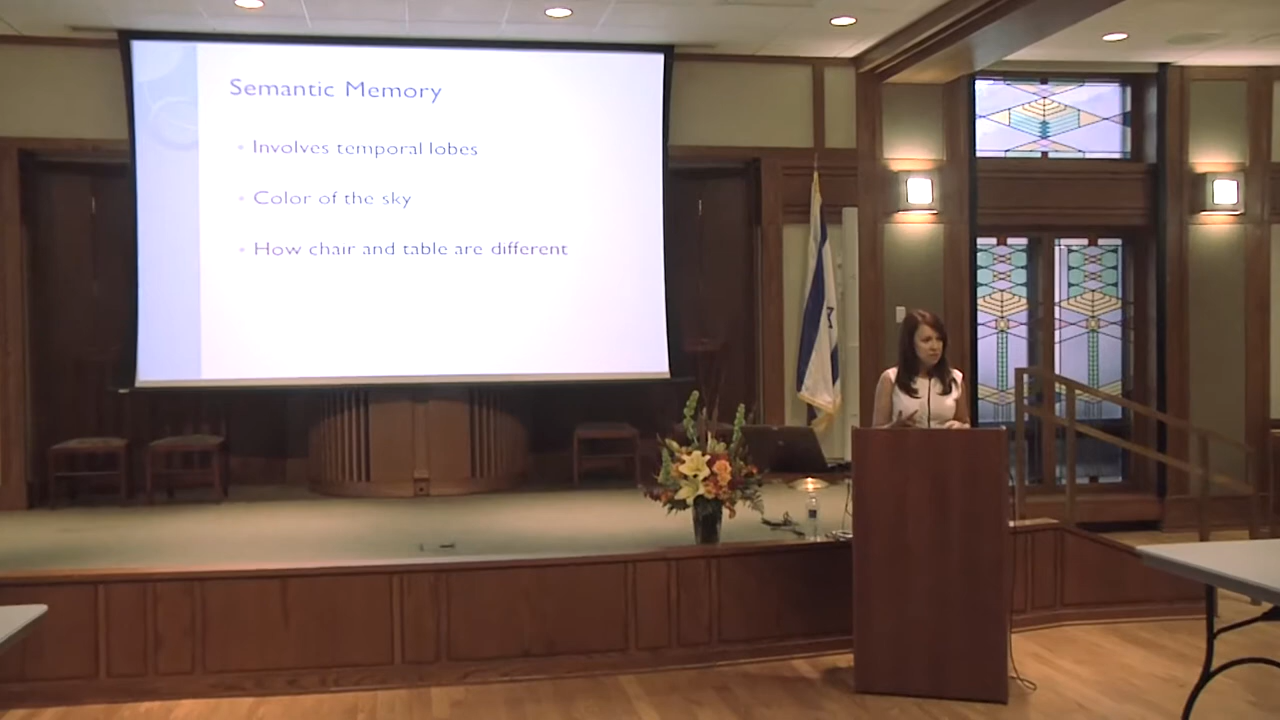 Semantic Memory
• Involves temporal lobes
• Color of the sky
• How chair and table are different